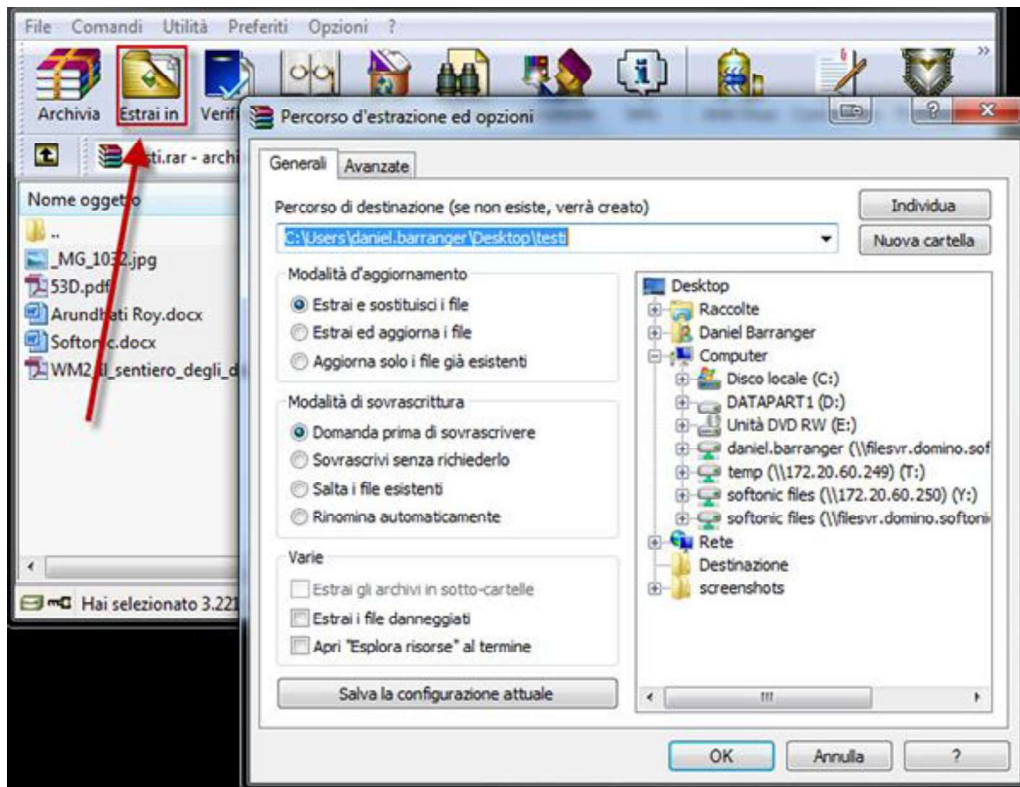 File Comandi Utilità Preferiti Opzioni ?
Archivia Estrai in Verifi
ti.rar - archi
Nome oggetto
..
_MG_1032.jpg
53D.pdf
Arundhati Roy.docx
Softonic.docx
WM2_Il_sentiero_degli_d
Hai selezionato 3.221
Percorso d'estrazione ed opzioni
Generali Avanzate
Percorso di destinazione (se non esiste, verrà creato)
C:\Users\daniel.barranger\Desktop\testi
Individua
Nuova cartella
Modalità d'aggiornamento
Estrai e sostituisci i file
Estrai ed aggiorna i file
Aggiorna solo i file già esistenti
Modalità di sovrascrittura
Domanda prima di sovrascrivere
Sovrascrivi senza richiederlo
Salta i file esistenti
Rinomina automaticamente
Varie
Estrai gli archivi in sotto-cartelle
Estrai i file danneggiati
Apri "Esplora risorse" al termine
Salva la configurazione attuale
Desktop
Raccolte
Daniel Barranger
Computer
Disco locale (C:)
DATAPART1 (D:)
Unità DVD RW (E:)
daniel.barranger (\\filesvr.domino.sof
temp (\\172.20.60.249) (T:)
softonic files (\\172.20.60.250) (Y:)
softonic files (\\filesvr.domino.softoni
Rete
Destinazione
screenshots
OK Annulla ?